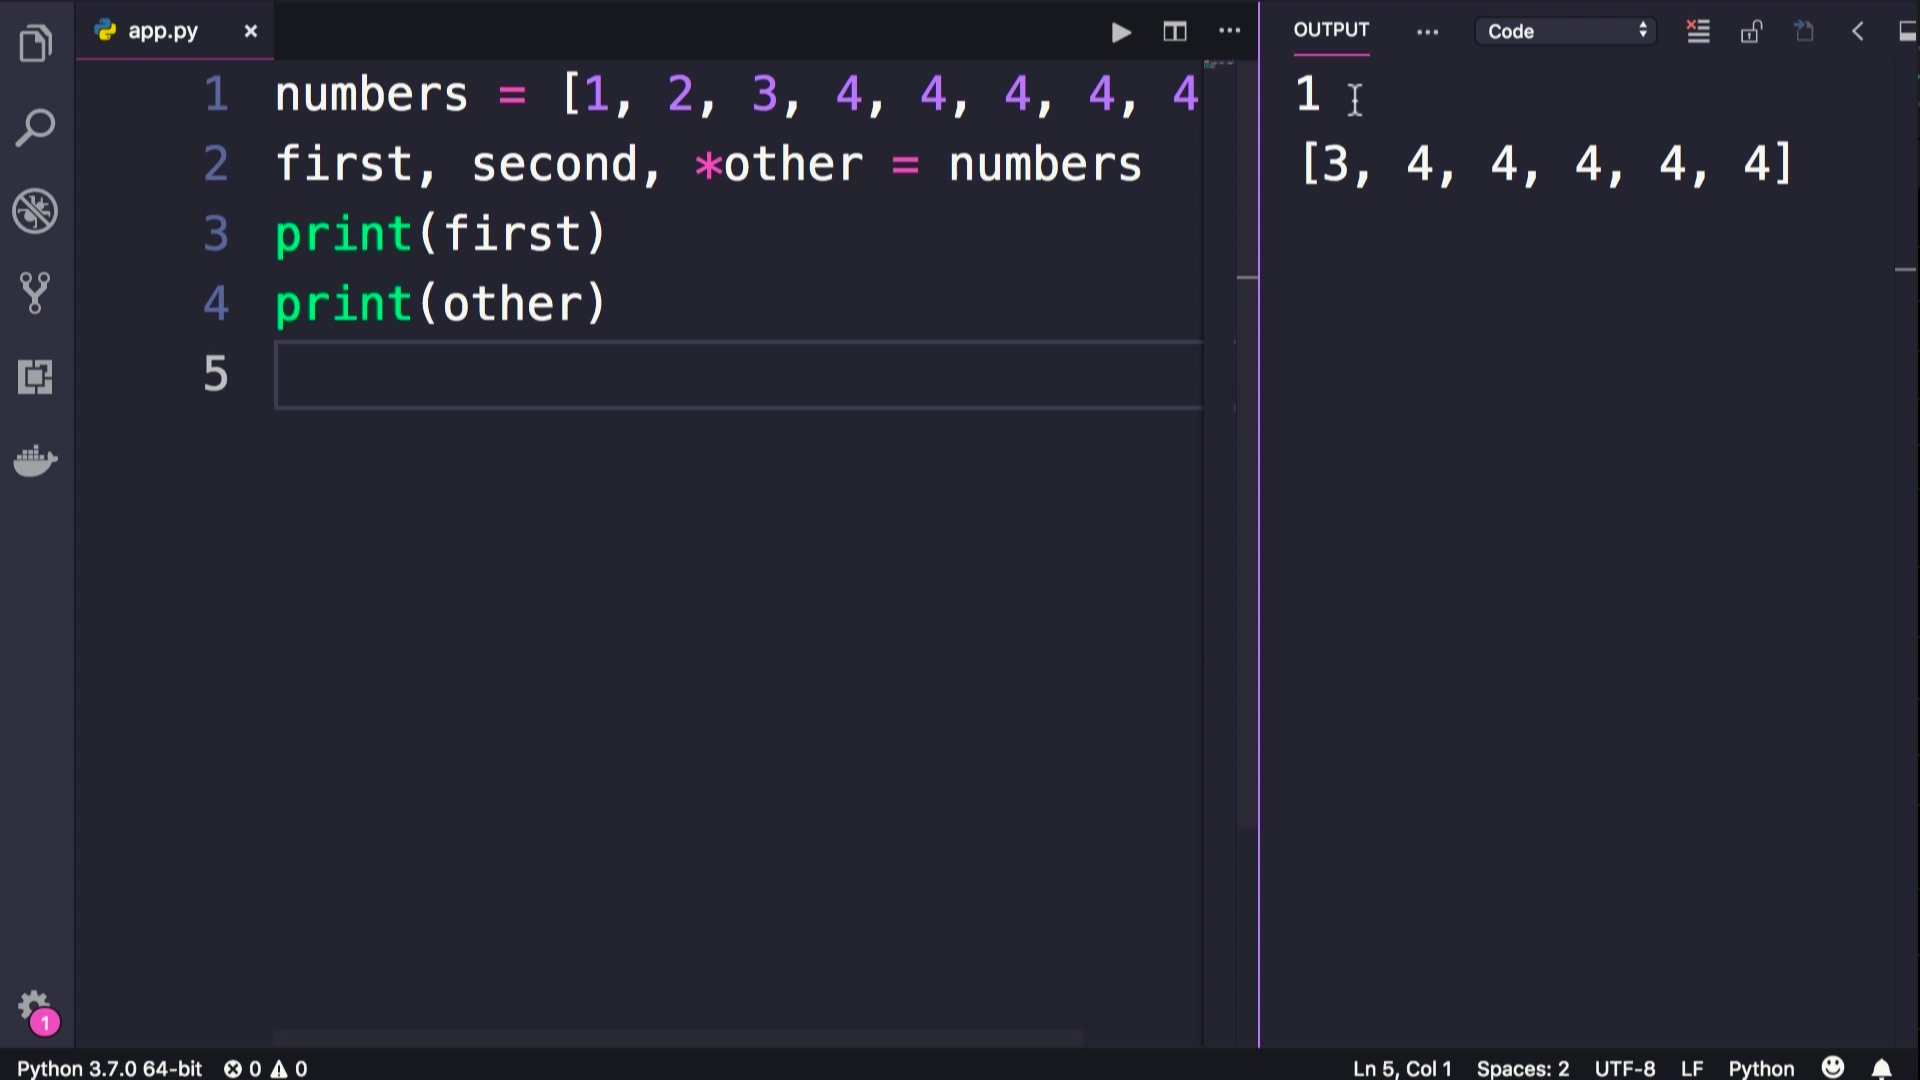 app.py ×
1 numbers = [1, 2, 3, 4, 4, 4, 4, 4
2 first, second, *other = numbers
3 print(first)
4 print(other)
5
OUTPUT ... Code
1
[3, 4, 4, 4, 4, 4]
1
Python 3.7.0 64-bit 0 0 Ln 5, Col 1 Spaces: 2 UTF-8 LF Python